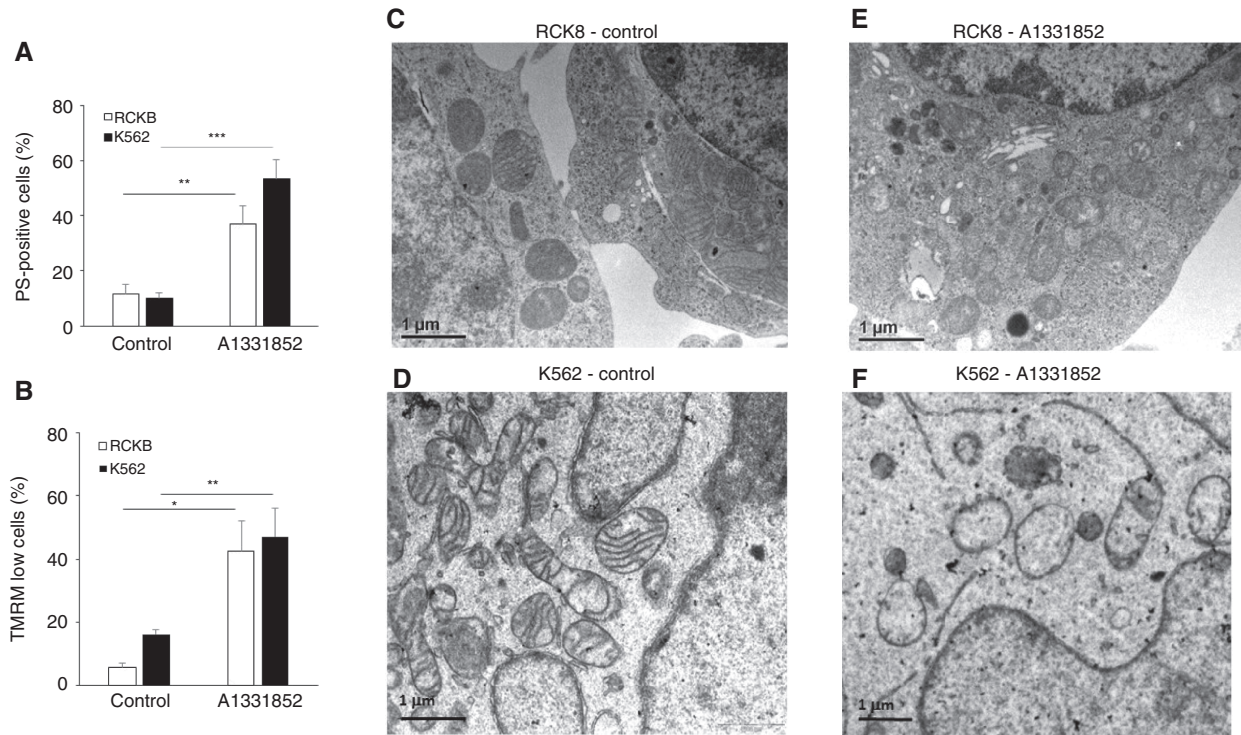 A
PS-positive cells (%)
80
60
40
20
0
RCKB
K562
***
**
Control
A1331852
B
TMRM low cells (%)
80
60
40
20
0
RCKB
K562
**
*
Control
A1331852
C
RCK8 - control
1 µm
D
K562 - control
1 µm
E
RCK8 - A1331852
1 µm
F
K562 - A1331852
1 µm